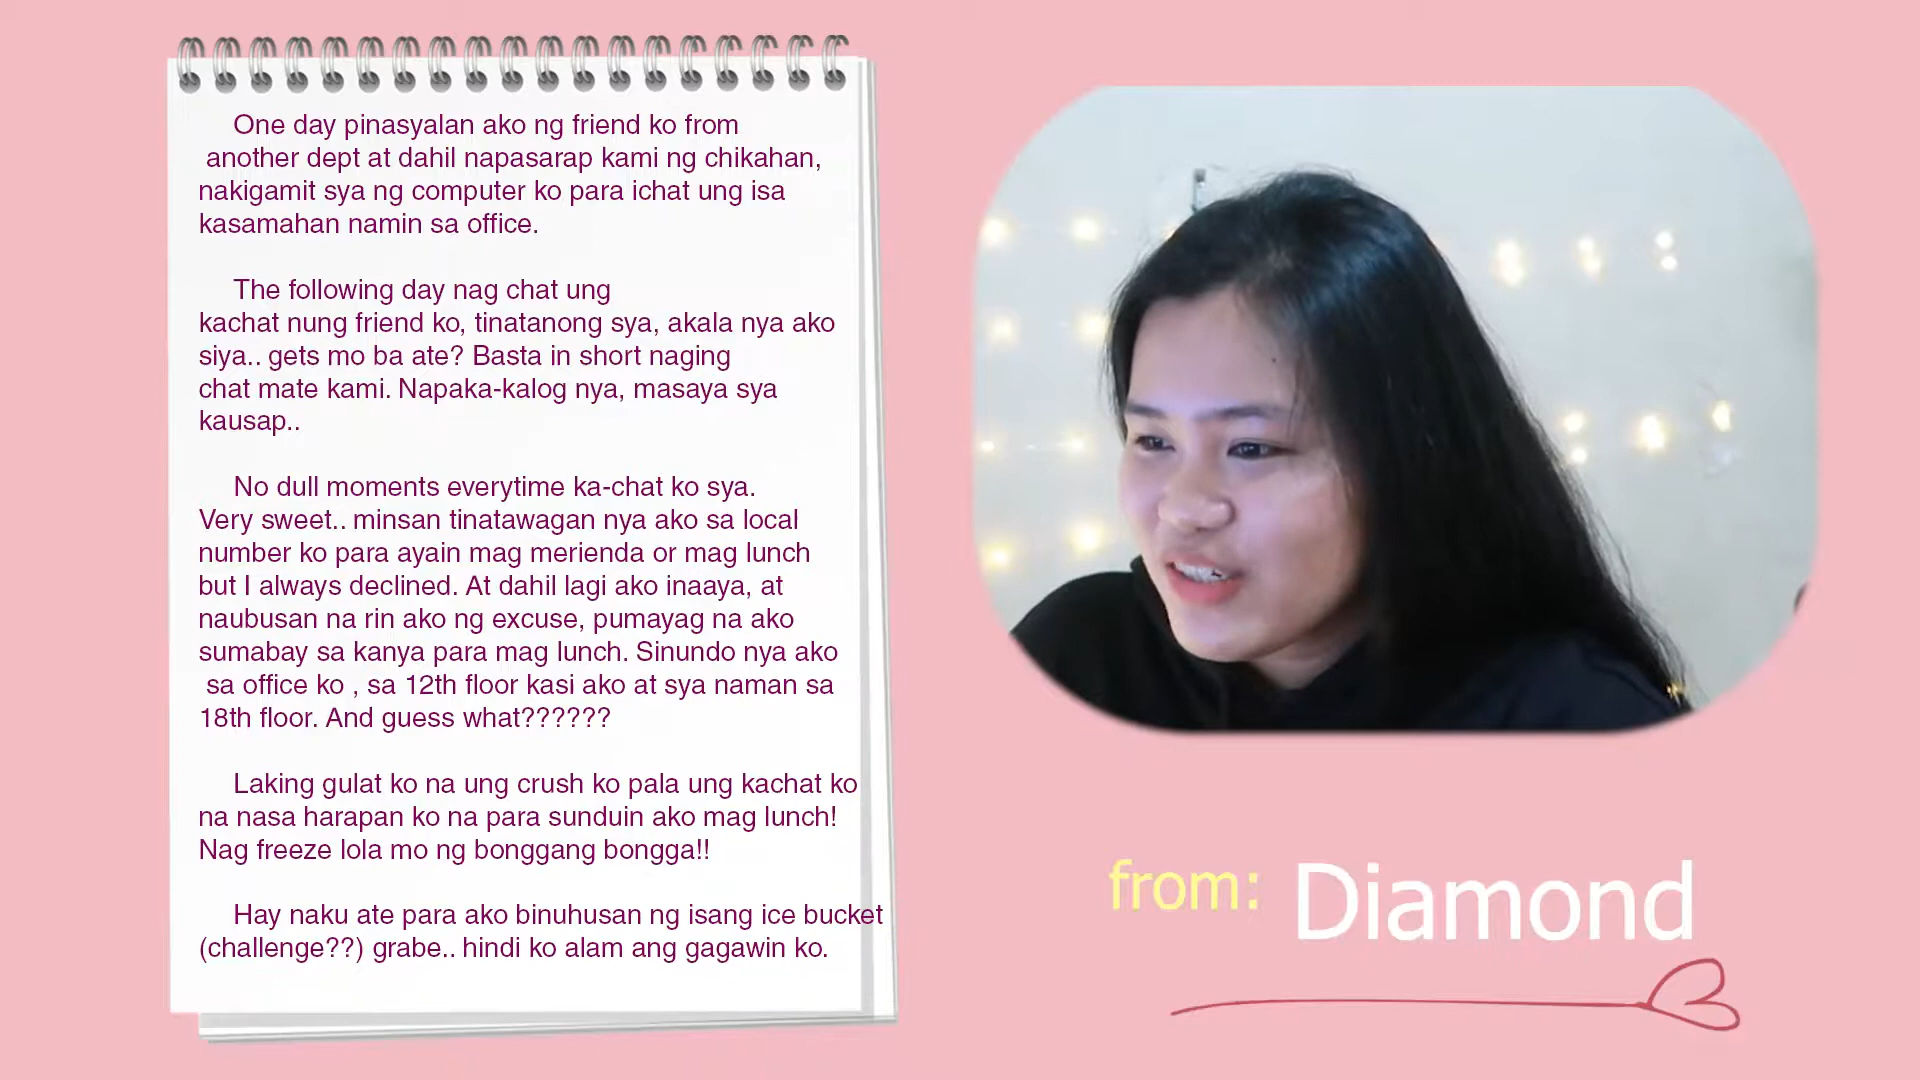 One day pinasyalan ako ng friend ko from
another dept at dahil napasarap kami ng chikahan,
nakigamit sya ng computer ko para ichat ung isa
kasamahan namin sa office.
The following day nag chat ung
kachat nung friend ko, tinatanong sya, akala nya ako
siya.. gets mo ba ate? Basta in short naging
chat mate kami. Napaka-kalog nya, masaya sya
kausap..
No dull moments everytime ka-chat ko sya.
Very sweet.. minsan tinatawagan nya ako sa local
number ko para ayain mag merienda or mag lunch
but I always declined. At dahil lagi ako inaaya, at
naubusan na rin ako ng excuse, pumayag na ako
sumabay sa kanya para mag lunch. Sinundo nya ako
sa office ko , sa 12th floor kasi ako at sya naman sa
18th floor. And guess what??????
Laking gulat ko na ung crush ko pala ung kachat ko
na nasa harapan ko na para sunduin ako mag lunch!
Nag freeze lola mo ng bonggang bongga!!
Hay naku ate para ako binuhusan ng isang ice bucket
(challenge??) grabe.. hindi ko alam ang gagawin ko.
from: Diamond